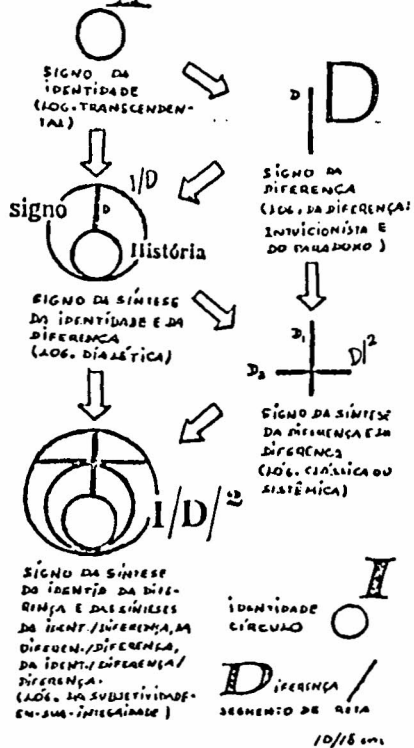 I
SIGNO DA
IDENTIDADE
(LOG. TRANSCENDEN-
TAL)
D D
SIGNO DA
DIFERENÇA
(LOG. DA DIFERENÇA:
INTUICIONISTA E
DO PARADOXO)
I/D
signo D
História
SIGNO DA SÍNTESE
DA IDENTIDADE E DA
DIFERENÇA
(LOG. DIALÉTICA)
D₁
D₂ D/²
SIGNO DA SÍNTESE
DA DIFERENÇA E DA
DIFERENÇA
(LÓG. CLÁSSICA OU
SISTÊMICA)
I/D/²
SIGNO DA SÍNTESE
DA IDENTID. DA DIFE-
RENÇA E DAS SÍNTESES
DA IDENT./DIFERENÇA, DA
DIFEREN./DIFERENÇA,
DA IDENT./DIFERENÇA/
DIFERENÇA.
(LÓG. DA SUBJETIVIDADE-
EM-SUA-INTEGRIDADE)
I
IDENTIDADE
CÍRCULO
DIFERENÇA
SEGMENTO DE RETA